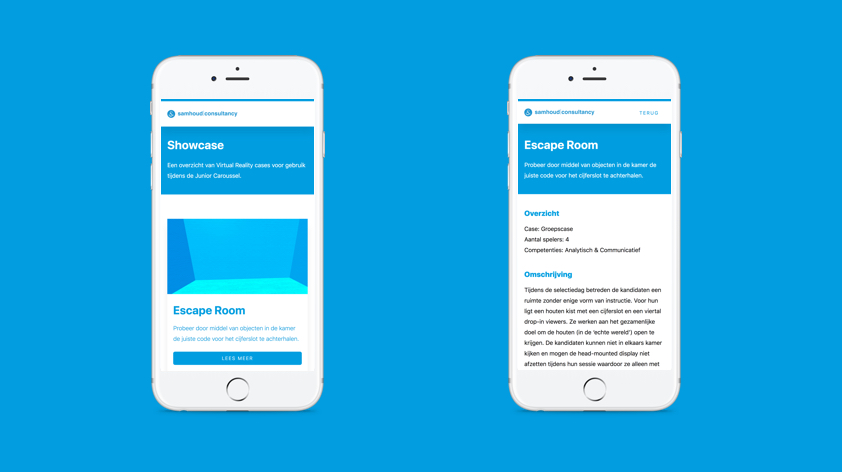 samhoud|consultancy
Showcase
Een overzicht van Virtual Reality cases voor gebruik
tijdens de Junior Caroussel.
Escape Room
Probeer door middel van objecten in de kamer
de juiste code voor het cijferslot te achterhalen.
LEES MEER
samhoud|consultancy
TERUG
Escape Room
Probeer door middel van objecten in de kamer de
juiste code voor het cijferslot te achterhalen.
Overzicht
Case: Groepscase
Aantal spelers: 4
Competenties: Analytisch & Communicatief
Omschrijving
Tijdens de selectiedag betreden de kandidaten een
ruimte zonder enige vorm van instructie. Voor hun
ligt een houten kist met een cijferslot en een viertal
drop-in viewers. Ze werken aan het gezamenlijke
doel om de houten (in de ‘echte wereld’) open te
krijgen. De kandidaten kunnen niet in elkaars kamer
kijken en mogen de head-mounted display niet
afzetten tijdens hun sessie waardoor ze alleen met